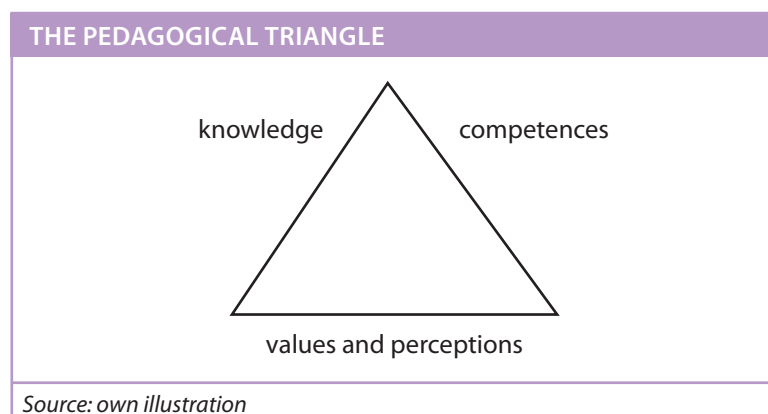 THE PEDAGOGICAL TRIANGLE
knowledge
competences
values and perceptions
Source: own illustration